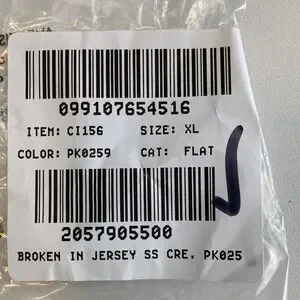 099107654516
ITEM: CI156 SIZE: XL
COLOR: PK0259 CAT: FLAT
2057905500
BROKEN IN JERSEY SS CRE, PK025